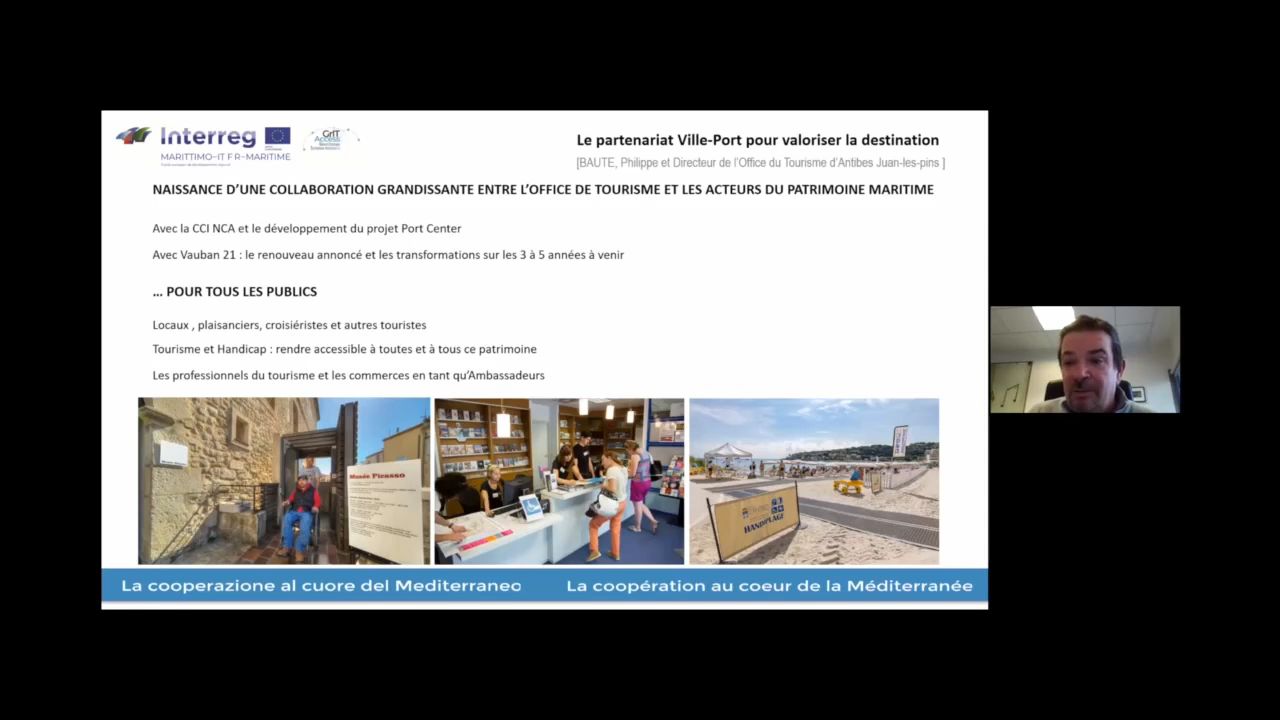 Interreg
MARITTIMO-IT FR-MARITIME
GrIT
Access
Le partenariat Ville-Port pour valoriser la destination
[BAUTE, Philippe et Directeur de l'Office du Tourisme d'Antibes Juan-les-pins ]
NAISSANCE D'UNE COLLABORATION GRANDISSANTE ENTRE L'OFFICE DE TOURISME ET LES ACTEURS DU PATRIMOINE MARITIME
Avec la CCI NCA et le développement du projet Port Center
Avec Vauban 21 : le renouveau annoncé et les transformations sur les 3 à 5 années à venir
... POUR TOUS LES PUBLICS
Locaux , plaisanciers, croisiéristes et autres touristes
Tourisme et Handicap : rendre accessible à toutes et à tous ce patrimoine
Les professionnels du tourisme et les commerces en tant qu'Ambassadeurs
Musée Picasso
HANDIPLAGE
La cooperazione al cuore del Mediterraneo
La coopération au coeur de la Méditerranée